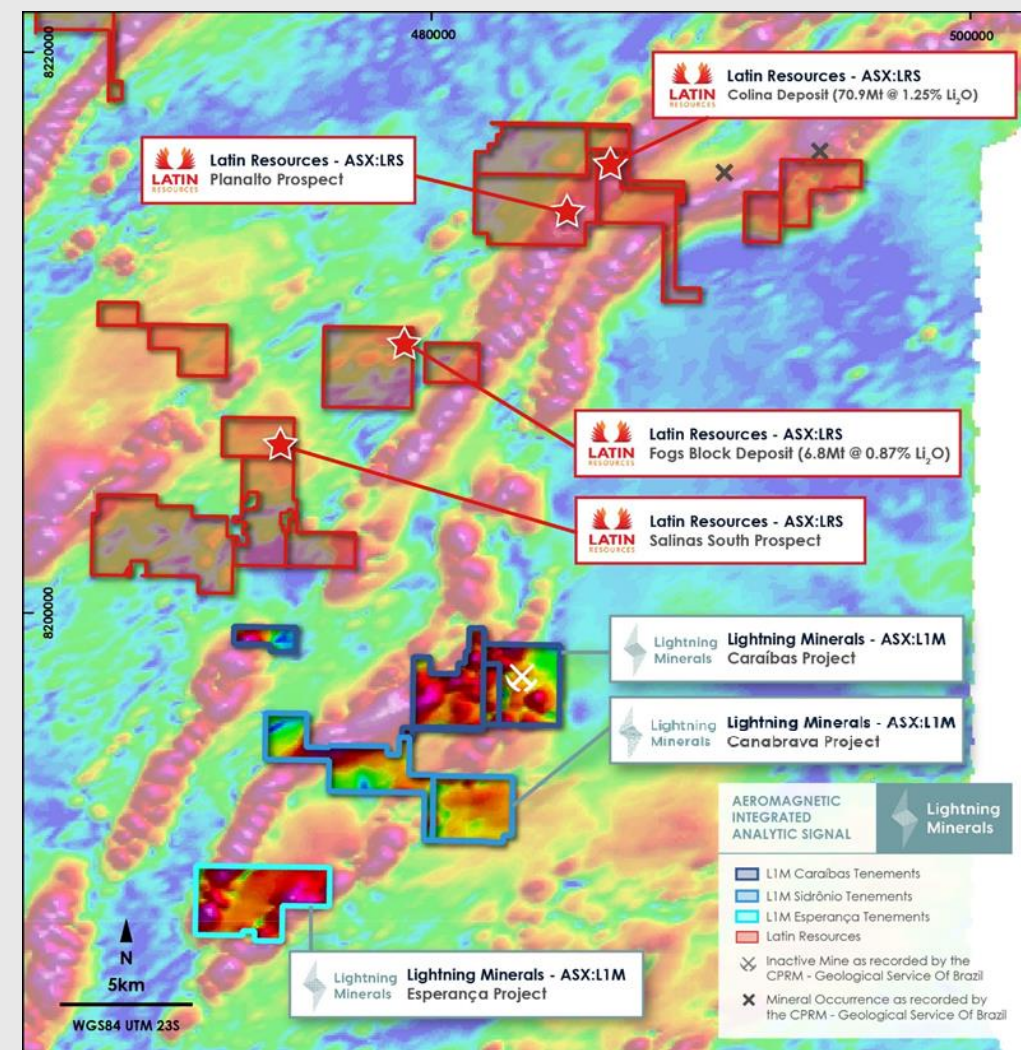 480000
500000
8220000
LATIN
RESOURCES
Latin Resources - ASX:LRS
Colina Deposit (70.9Mt @ 1.25% Li₂O)
LATIN
RESOURCES
Latin Resources - ASX:LRS
Planalto Prospect
LATIN
RESOURCES
Latin Resources - ASX:LRS
Fogs Block Deposit (6.8Mt @ 0.87% Li₂O)
LATIN
RESOURCES
Latin Resources - ASX:LRS
Salinas South Prospect
8200000
Lightning
Minerals
Lightning Minerals - ASX:L1M
Caraíbas Project
Lightning
Minerals
Lightning Minerals - ASX:L1M
Canabrava Project
AEROMAGNETIC
INTEGRATED
ANALYTIC SIGNAL
Lightning
Minerals
L1M Caraíbas Tenements
L1M Sidrônio Tenements
L1M Esperança Tenements
Latin Resources
Inactive Mine as recorded by the
CPRM - Geological Service Of Brazil
Mineral Occurrence as recorded by
the CPRM - Geological Service Of Brazil
Lightning
Minerals
Lightning Minerals - ASX:L1M
Esperança Project
N
5km
WGS84 UTM 23S